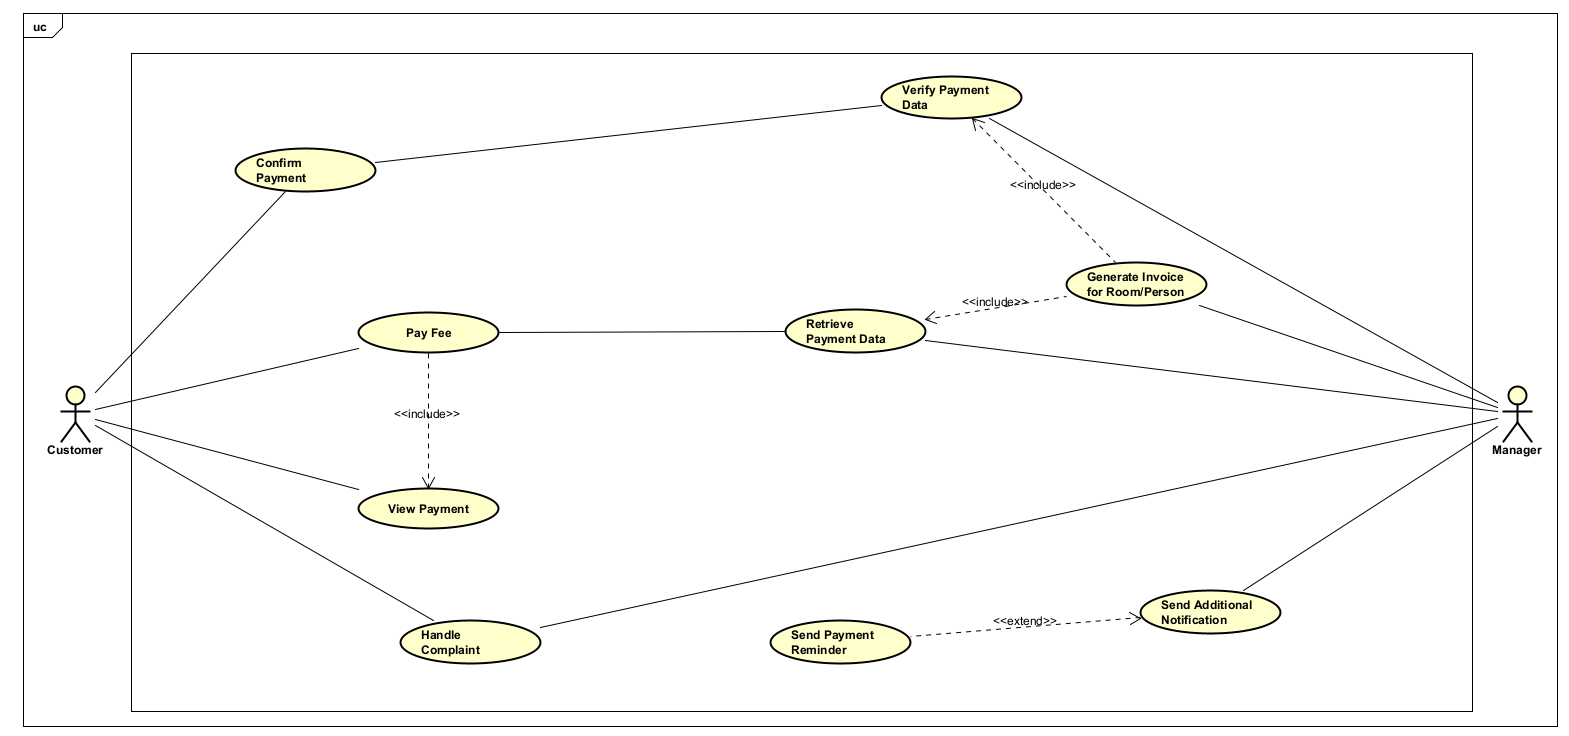 uc
Verify Payment
Data
Confirm
Payment
<<include>>
Generate Invoice
for Room/Person
<<include>>
Pay Fee
Retrieve
Payment Data
<<include>>
Customer
Manager
View Payment
Send Additional
Notification
<<extend>>
Handle
Complaint
Send Payment
Reminder